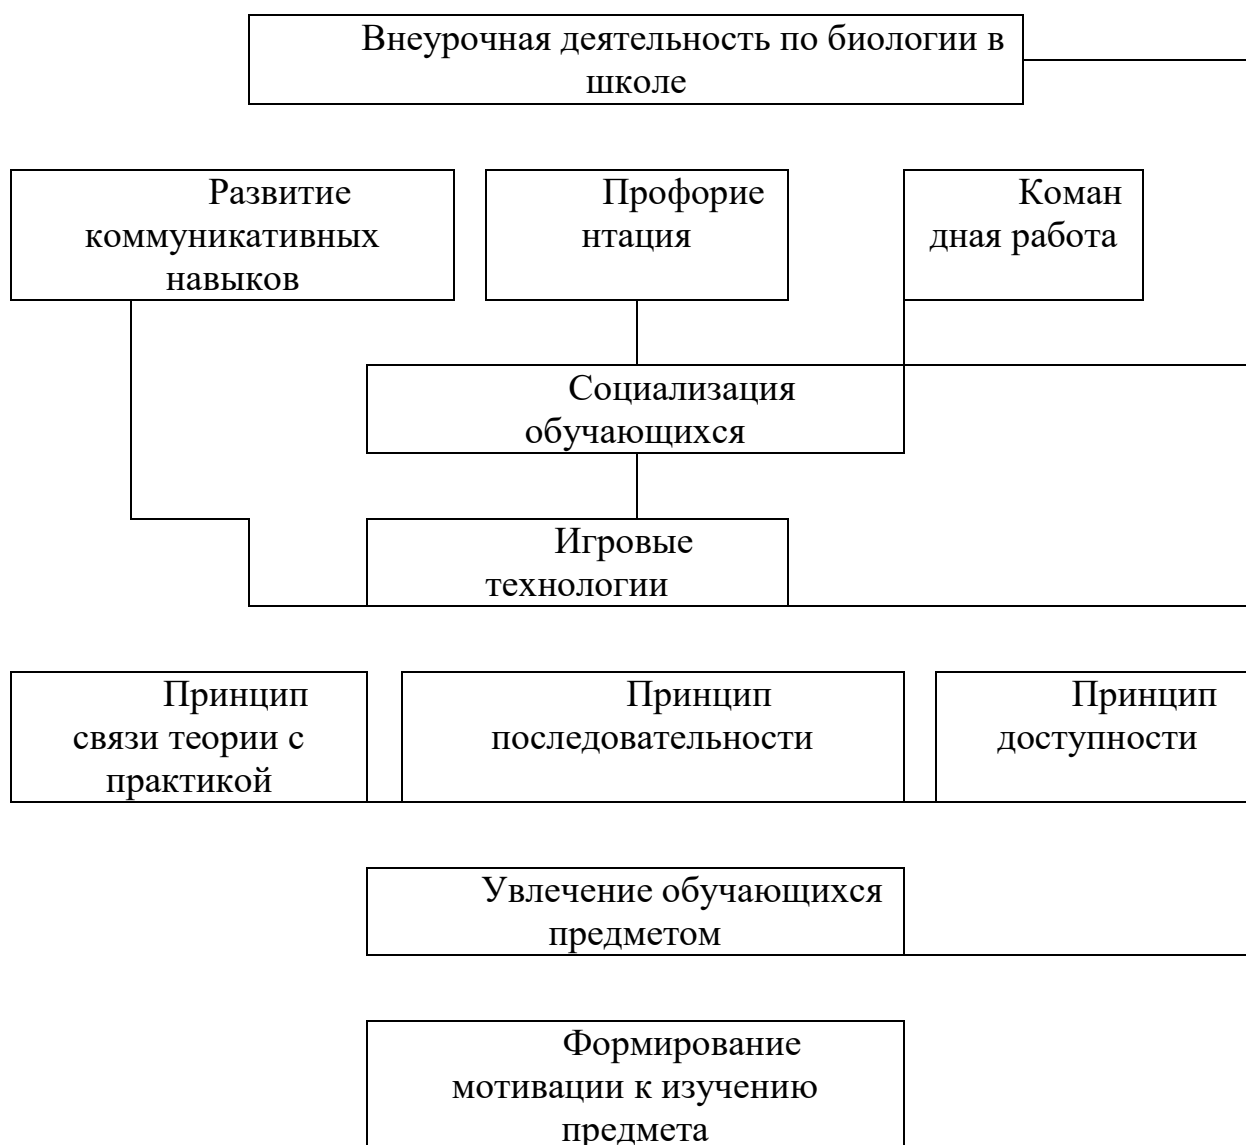 Внеурочная деятельность по биологии в
школе
Развитие
коммуникативных
навыков
Профорие
нтация
Коман
дная работа
Социализация
обучающихся
Игровые
технологии
Принцип
связи теории с
практикой
Принцип
последовательности
Принцип
доступности
Увлечение обучающихся
предметом
Формирование
мотивации к изучению
предмета